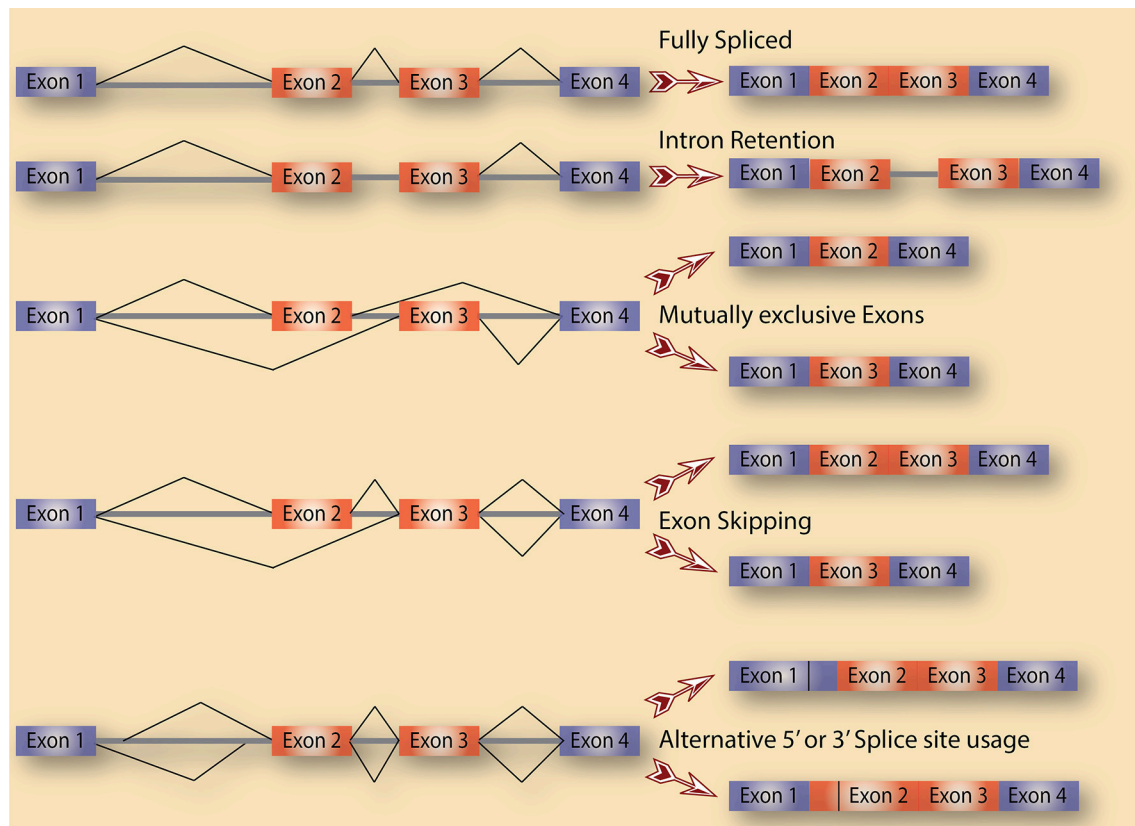 Fully Spliced
Exon 1 Exon 2 Exon 3 Exon 4 Exon 1 Exon 2 Exon 3 Exon 4
Intron Retention
Exon 1 Exon 2 Exon 3 Exon 4 Exon 1 Exon 2 Exon 3 Exon 4
Exon 1 Exon 2 Exon 4
Exon 1 Exon 2 Exon 3 Exon 4 Mutually exclusive Exons
Exon 1 Exon 3 Exon 4
Exon 1 Exon 2 Exon 3 Exon 4
Exon 1 Exon 2 Exon 3 Exon 4 Exon Skipping
Exon 1 Exon 3 Exon 4
Exon 1 Exon 2 Exon 3 Exon 4
Exon 1 Exon 2 Exon 3 Exon 4 Alternative 5’ or 3’ Splice site usage
Exon 1 Exon 2 Exon 3 Exon 4